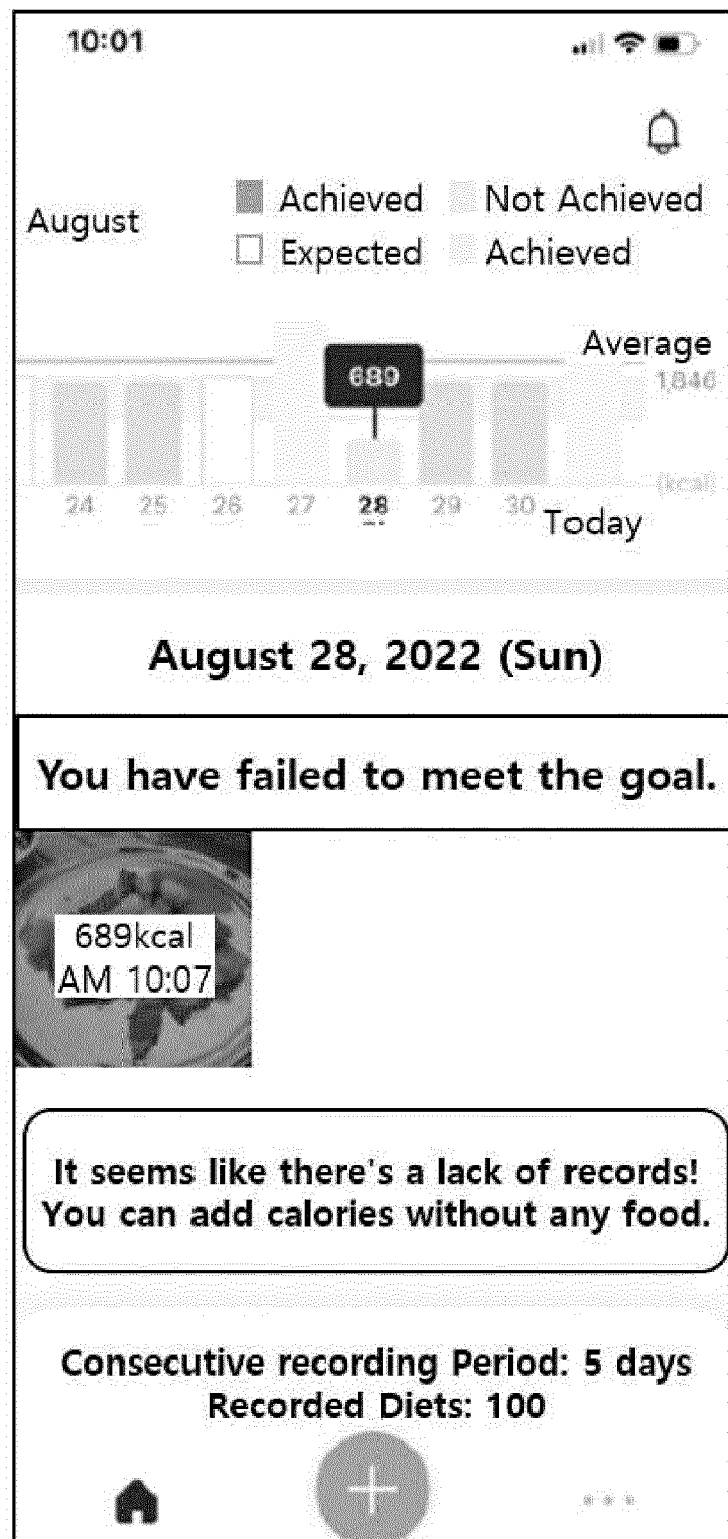 10:01
Achieved Not Achieved
August
Expected Achieved
Average
689
1,846
(kcal)
24 25 26 27 28 29 30
Today
August 28, 2022 (Sun)
You have failed to meet the goal.
689kcal
AM 10:07
It seems like there's a lack of records!
You can add calories without any food.
Consecutive recording Period: 5 days
Recorded Diets: 100